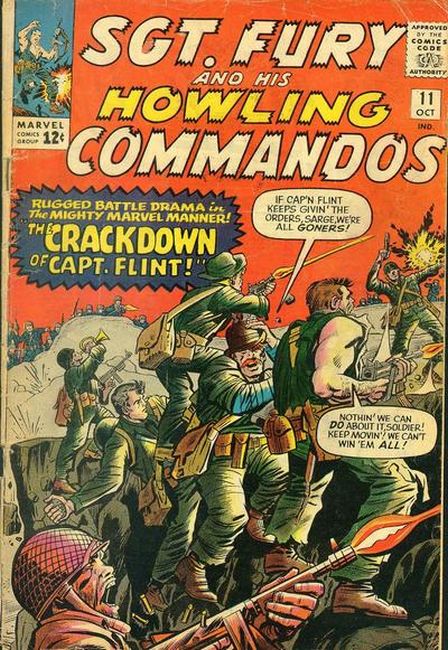 SGT. FURY
AND HIS
HOWLING
COMMANDOS
APPROVED
BY THE
COMICS
CODE
AUTHORITY
MARVEL
COMICS
GROUP
12¢
11
OCT
IND.
RUGGED BATTLE DRAMA in
The MIGHTY MARVEL MANNER!
"THE CRACKDOWN
OF CAPT. FLINT!"
IF CAP'N FLINT
KEEPS GIVIN' THE
ORDERS, SARGE, WE'RE
ALL GONERS!
NOTHIN' WE CAN
DO ABOUT IT, SOLDIER!
KEEP MOVIN'! WE CAN'T
WIN 'EM ALL!